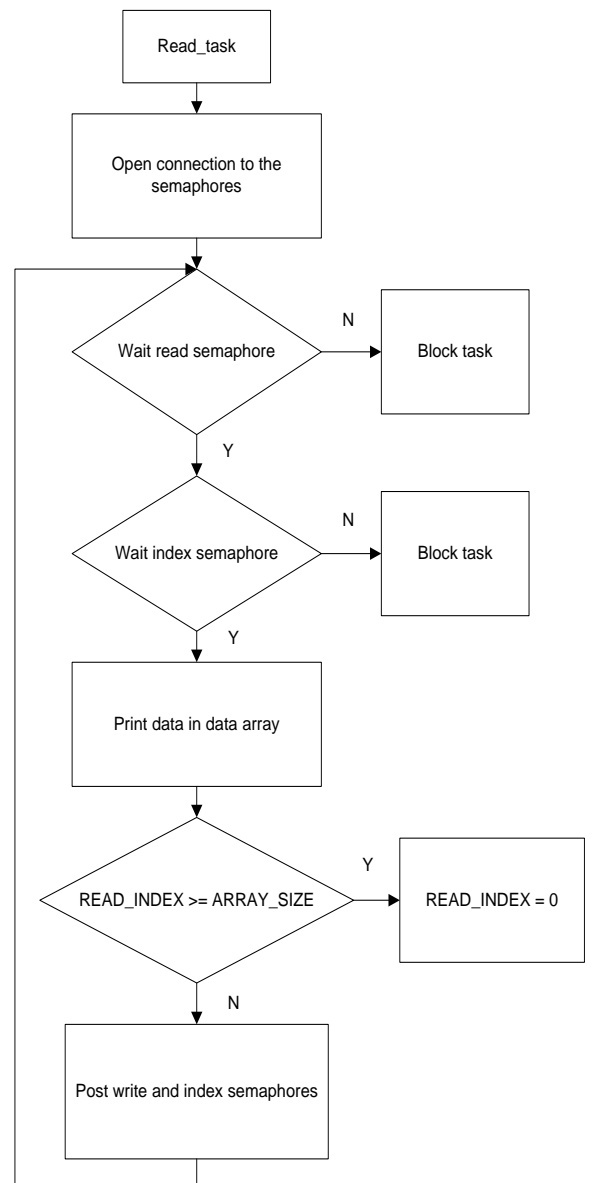 Read_task
Open connection to the
semaphores
N
Wait read semaphore
Block task
Y
N
Wait index semaphore
Block task
Y
Print data in data array
Y
READ_INDEX >= ARRAY_SIZE
READ_INDEX = 0
N
Post write and index semaphores